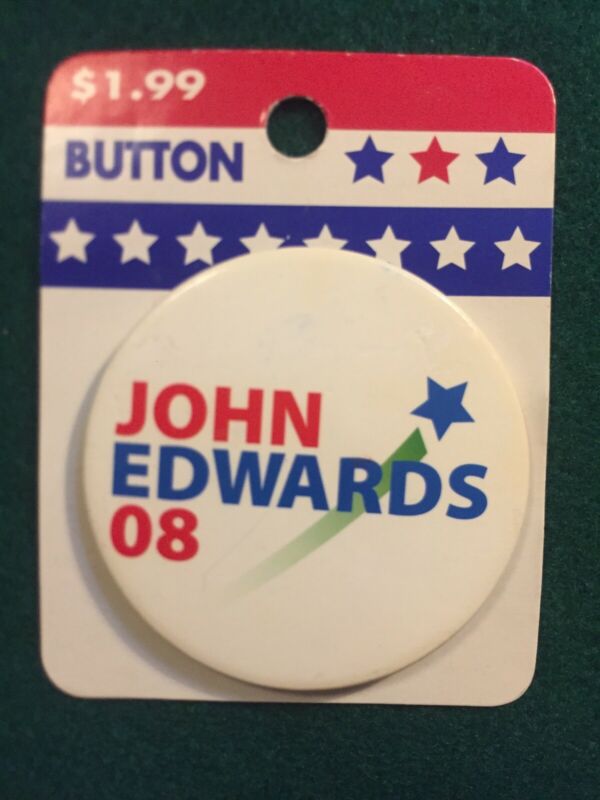 $1.99
BUTTON
JOHN
EDWARDS
08